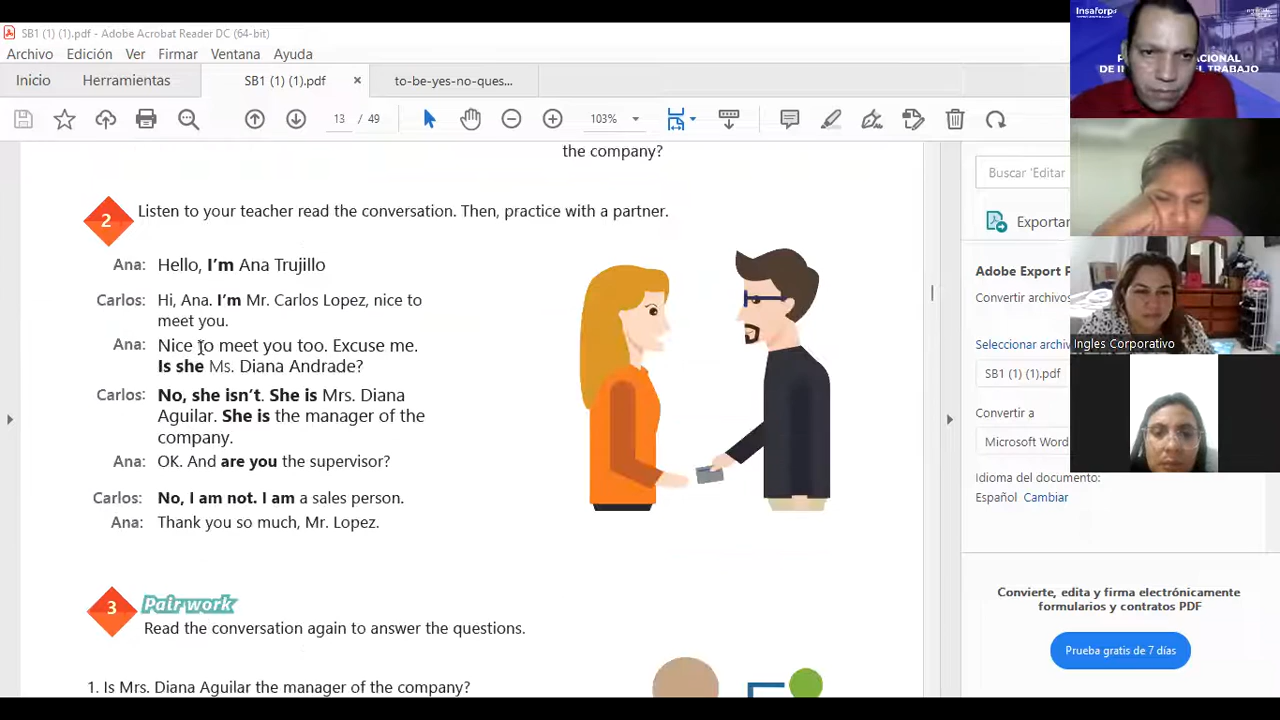 SB1 (1) (1).pdf - Adobe Acrobat Reader DC (64-bit)
Archivo Edición Ver Firmar Ventana Ayuda
Inicio Herramientas SB1 (1) (1).pdf × to-be-yes-no-ques...
13 / 49 103%
the company?
2 Listen to your teacher read the conversation. Then, practice with a partner.
Ana: Hello, I'm Ana Trujillo
Carlos: Hi, Ana. I'm Mr. Carlos Lopez, nice to
meet you.
Ana: Nice to meet you too. Excuse me.
Is she Ms. Diana Andrade?
Carlos: No, she isn't. She is Mrs. Diana
Aguilar. She is the manager of the
company.
Ana: OK. And are you the supervisor?
Carlos: No, I am not. I am a sales person.
Ana: Thank you so much, Mr. Lopez.
3 Pair work
Read the conversation again to answer the questions.
1. Is Mrs. Diana Aguilar the manager of the company?
Buscar 'Editar
Exportar
Adobe Export P
Convertir archivos
Seleccionar archiv
SB1 (1) (1).pdf
Convertir a
Microsoft Word
Idioma del documento:
Español Cambiar
Convierte, edita y firma electrónicamente
formularios y contratos PDF
Prueba gratis de 7 días
Insaforp
CIONAL
DE IN EL TRABAJO
Ingles Corporativo